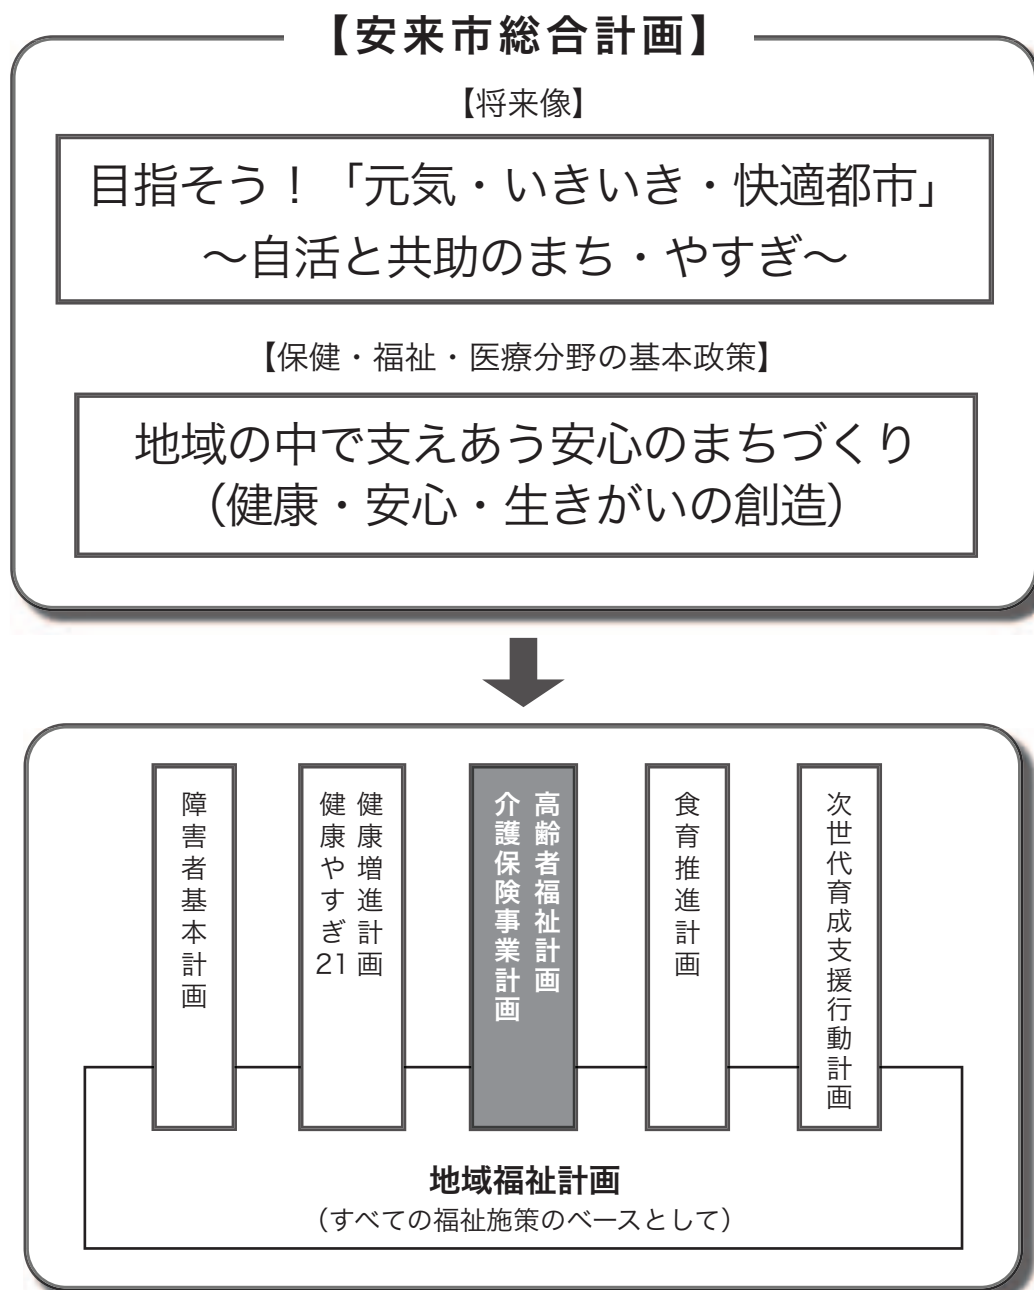 【安来市総合計画】
【将来像】
目指そう！「元気・いきいき・快適都市」
～自活と共助のまち・やすぎ～
【保健・福祉・医療分野の基本政策】
地域の中で支えあう安心のまちづくり
（健康・安心・生きがいの創造）
障害者基本計画
健康増進計画
健康やすぎ21
高齢者福祉計画
介護保険事業計画
食育推進計画
次世代育成支援行動計画
地域福祉計画
（すべての福祉施策のベースとして）